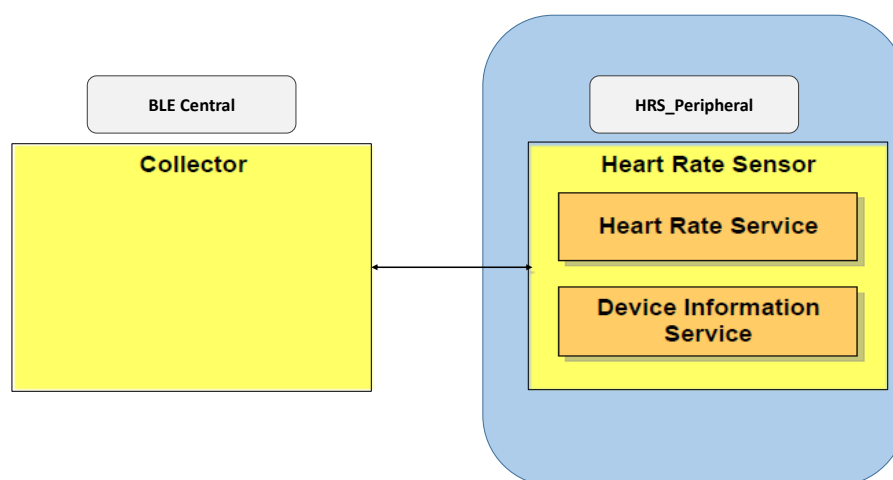 BLE Central
HRS_Peripheral
Collector
Heart Rate Sensor
Heart Rate Service
Device Information
Service